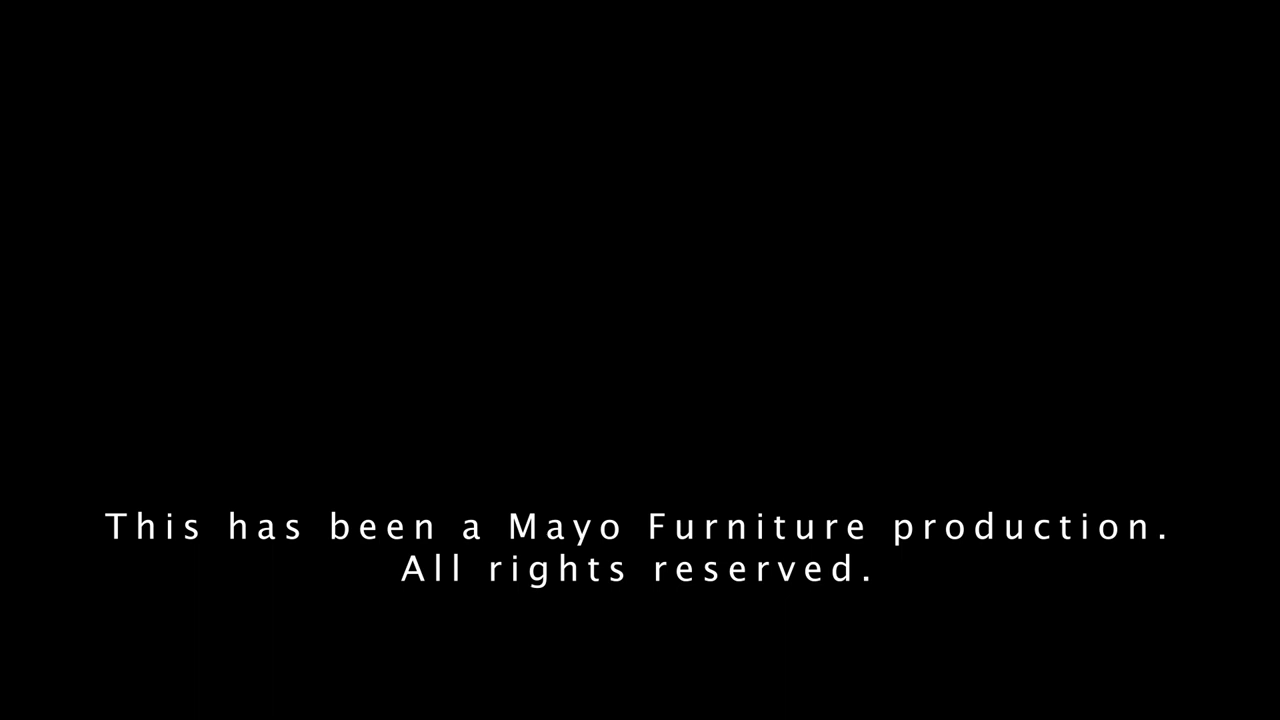 This has been a Mayo Furniture production.
All rights reserved.